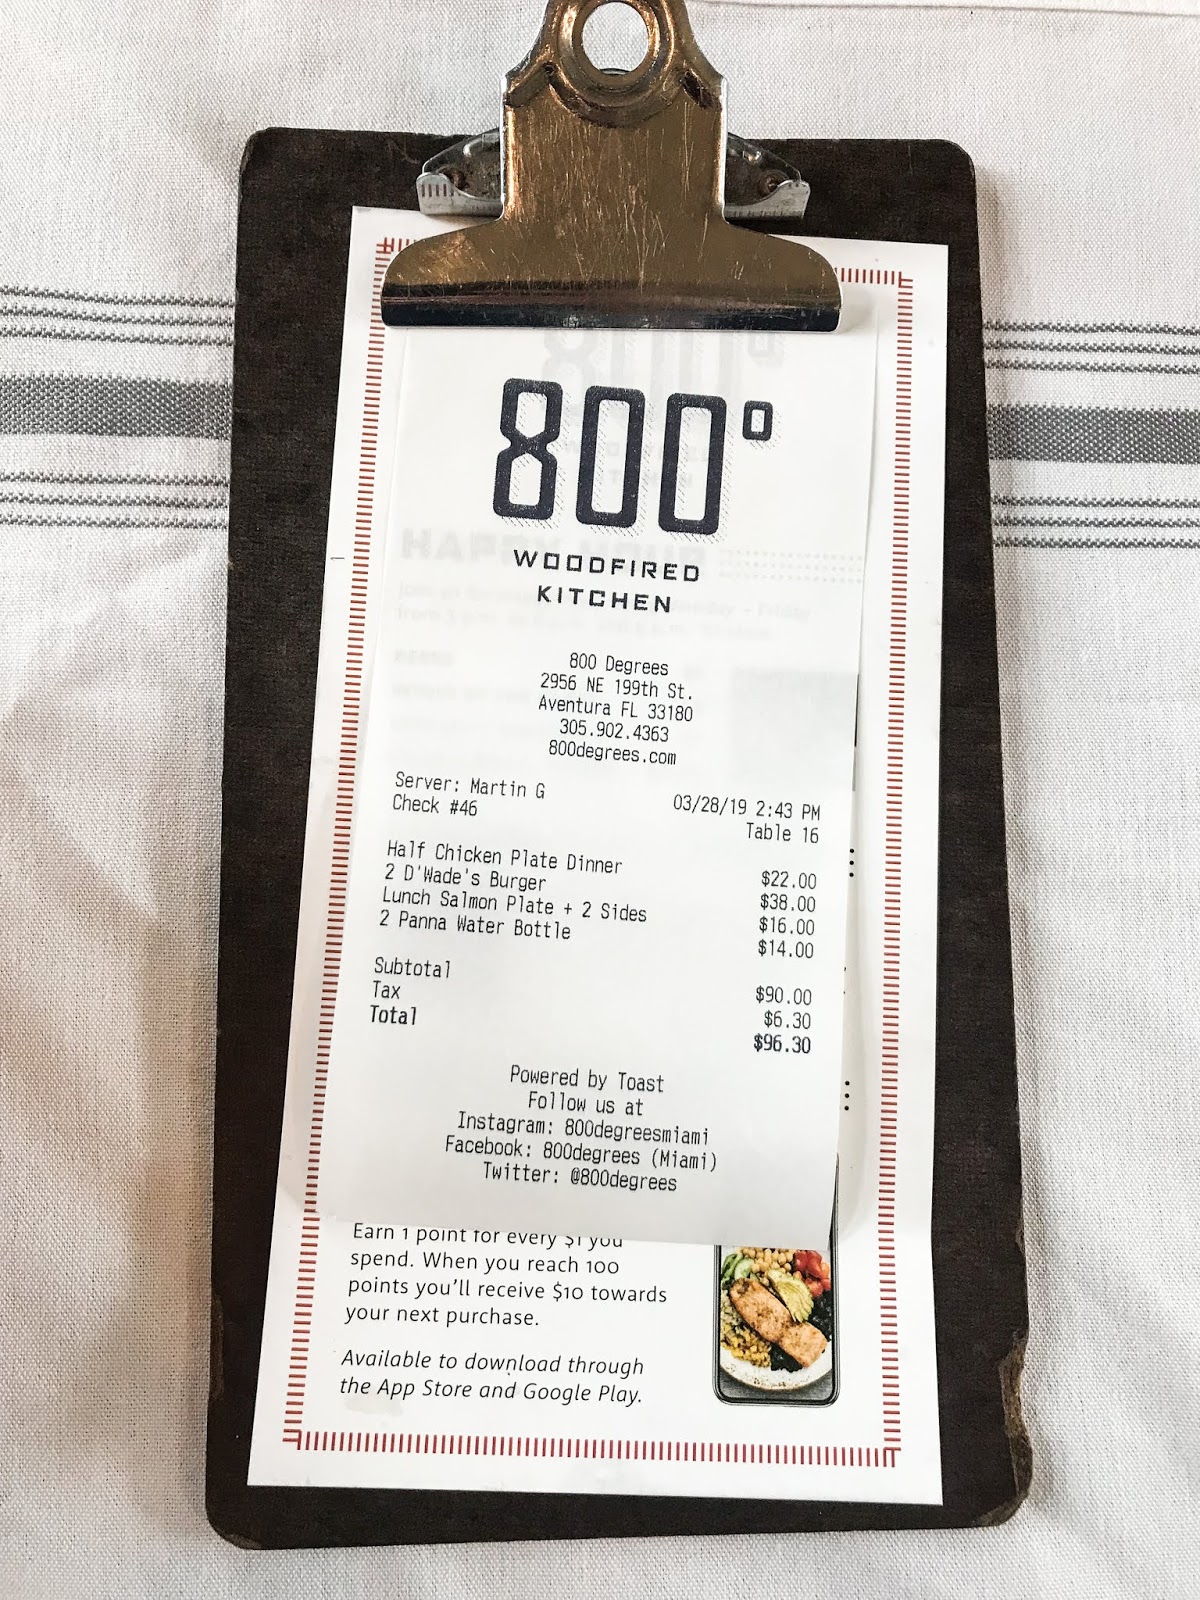 800°
WOODFIRED
KITCHEN
800 Degrees
2956 NE 199th St.
Aventura FL 33180
305.902.4363
800degrees.com
Server: Martin G 03/28/19 2:43 PM
Check #46 Table 16
Half Chicken Plate Dinner $22.00
2 D'Wade's Burger $38.00
Lunch Salmon Plate + 2 Sides $16.00
2 Panna Water Bottle $14.00
Subtotal $90.00
Tax $6.30
Total $96.30
Powered by Toast
Follow us at
Instagram: 800degreesmiami
Facebook: 800degrees (Miami)
Twitter: @800degrees
Earn 1 point for every $1 you
spend. When you reach 100
points you'll receive $10 towards
your next purchase.
Available to download through
the App Store and Google Play.